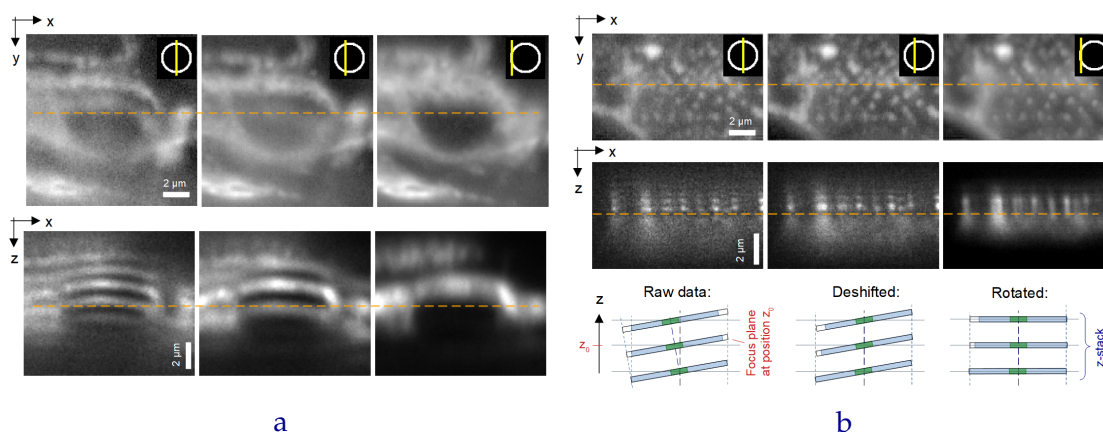 x
y
2 µm
x
z
2 µm
a
x
y
2 µm
x
z
2 µm
Raw data:
Deshifted:
Rotated:
z
z₀
Focus plane
at position z₀
z-stack
b